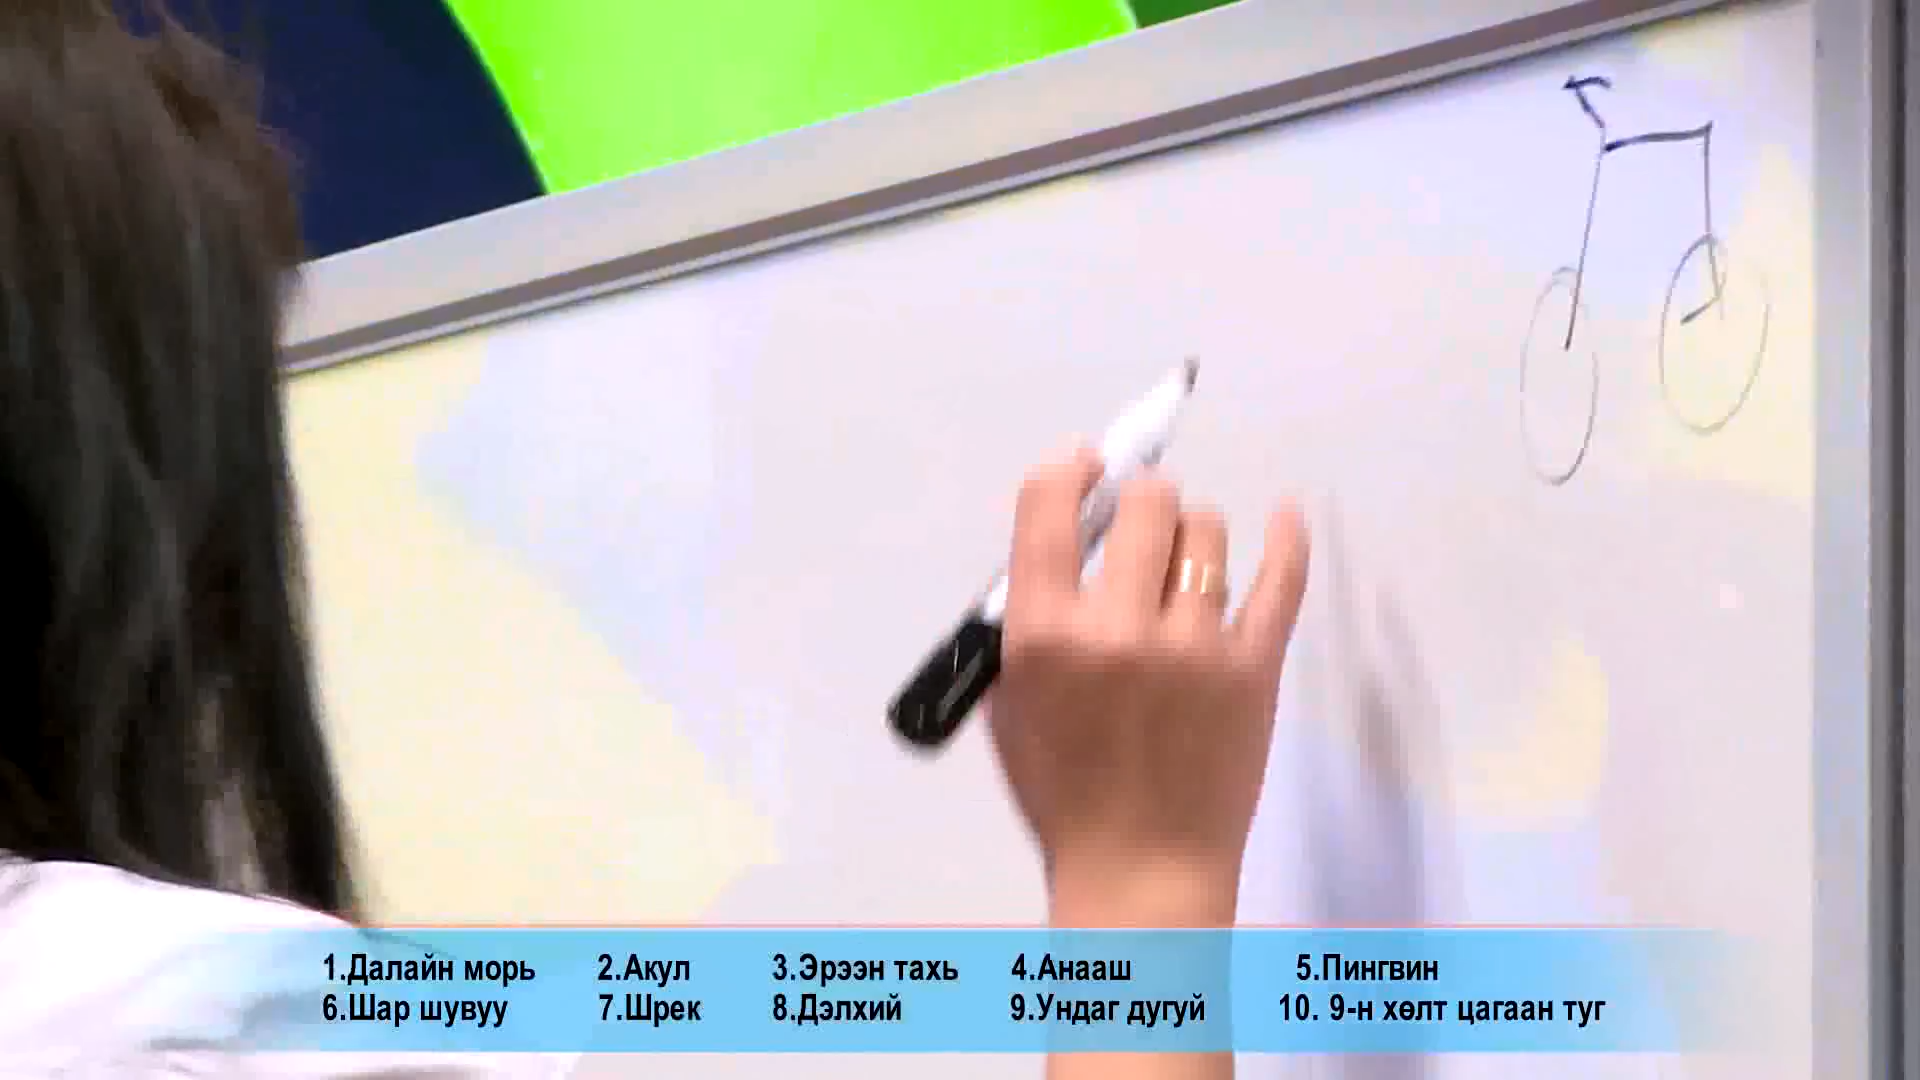 1.Далайн морь 2.Акул 3.Эрээн тахь 4.Анааш 5.Пингвин
6.Шар шувуу 7.Шрек 8.Дэлхий 9.Ундаг дугуй 10. 9-н хөлт цагаан туг